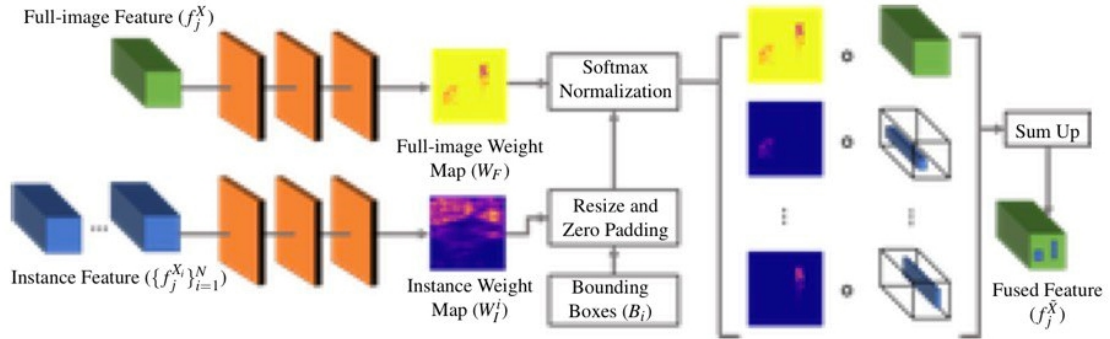 Full-image Feature (f_j^X)
Softmax
Normalization
Full-image Weight
Map (W_F)
Sum Up
Resize and
Zero Padding
...
Instance Feature ({f_j^{X_i}}_{i=1}^N)
Instance Weight
Map (W_I^i)
Bounding
Boxes (B_i)
Fused Feature
(f_j^{\tilde{X}})